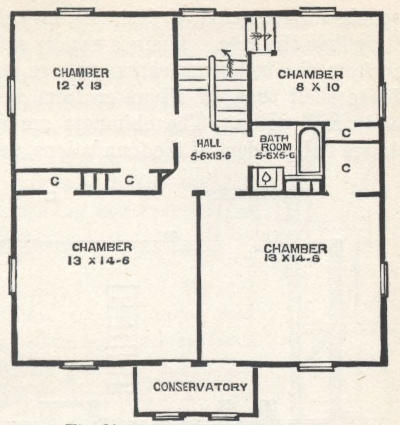 CHAMBER
12 X 13
CHAMBER
8 X 10
HALL
5-6X13-6
BATH
ROOM
5-6X5-6
C
C
C
C
CHAMBER
13 X 14-6
CHAMBER
13 X14-6
CONSERVATORY